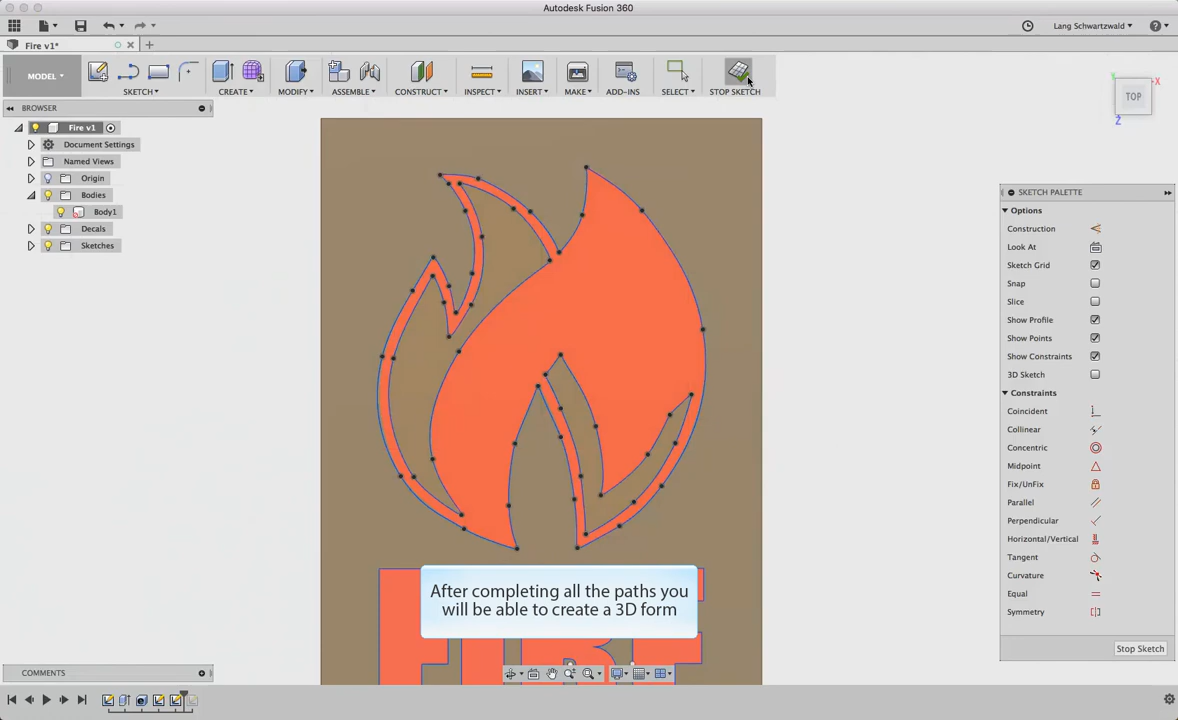 Autodesk Fusion 360
Lang Schwartzwald
Fire v1*
MODEL
SKETCH
CREATE
MODIFY
ASSEMBLE
CONSTRUCT
INSPECT
INSERT
MAKE
ADD-INS
SELECT
STOP SKETCH
Y
X
TOP
Z
BROWSER
Fire v1
Document Settings
Named Views
Origin
Bodies
Body1
Decals
Sketches
SKETCH PALETTE
Options
Construction
Look At
Sketch Grid
Snap
Slice
Show Profile
Show Points
Show Constraints
3D Sketch
Constraints
Coincident
Collinear
Concentric
Midpoint
Fix/UnFix
Parallel
Perpendicular
Horizontal/Vertical
Tangent
Curvature
Equal
Symmetry
Stop Sketch
After completing all the paths you
will be able to create a 3D form
COMMENTS